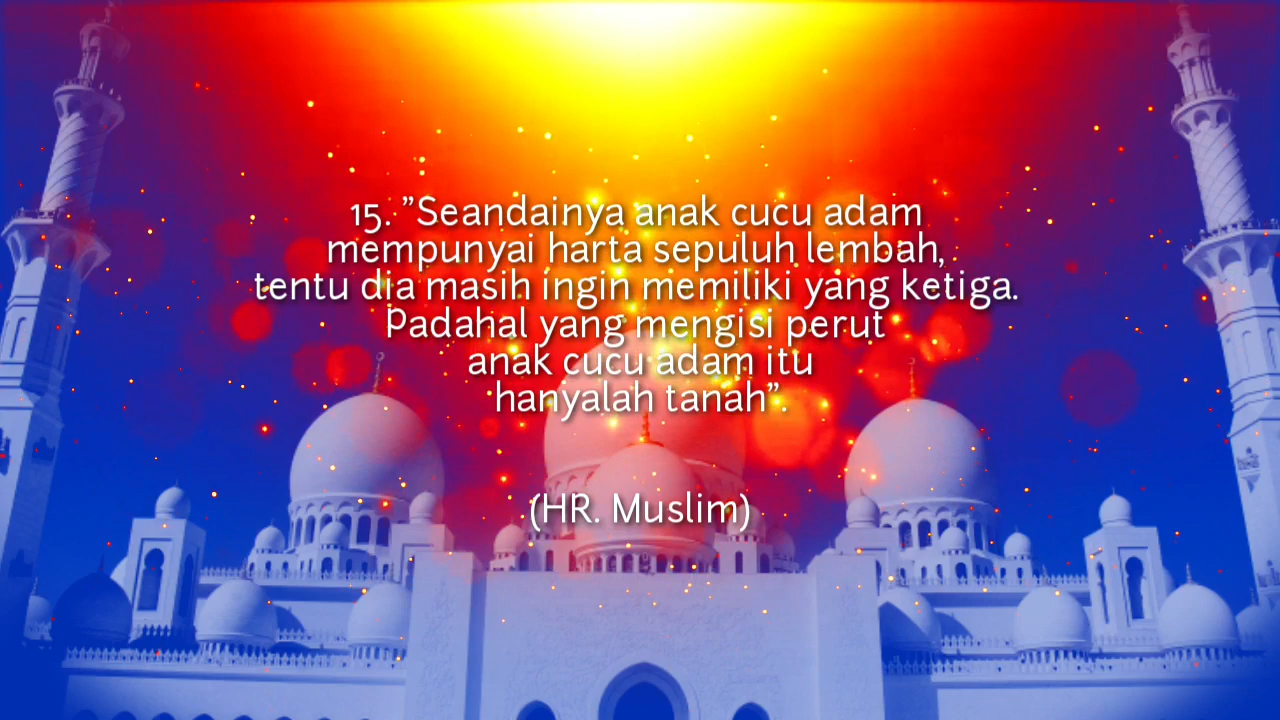 15. ”Seandainya anak cucu adam
mempunyai harta sepuluh lembah,
tentu dia masih ingin memiliki yang ketiga.
Padahal yang mengisi perut
anak cucu adam itu
hanyalah tanah”.
(HR. Muslim)